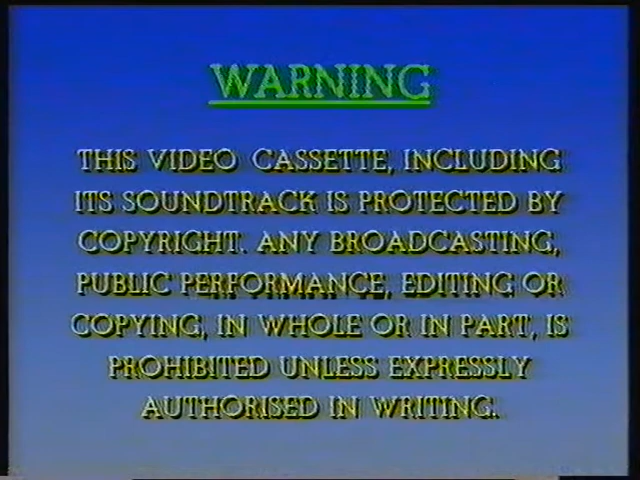 WARNING
THIS VIDEO CASSETTE, INCLUDING
ITS SOUNDTRACK IS PROTECTED BY
COPYRIGHT. ANY BROADCASTING,
PUBLIC PERFORMANCE, EDITING OR
COPYING, IN WHOLE OR IN PART, IS
PROHIBITED UNLESS EXPRESSLY
AUTHORISED IN WRITING.